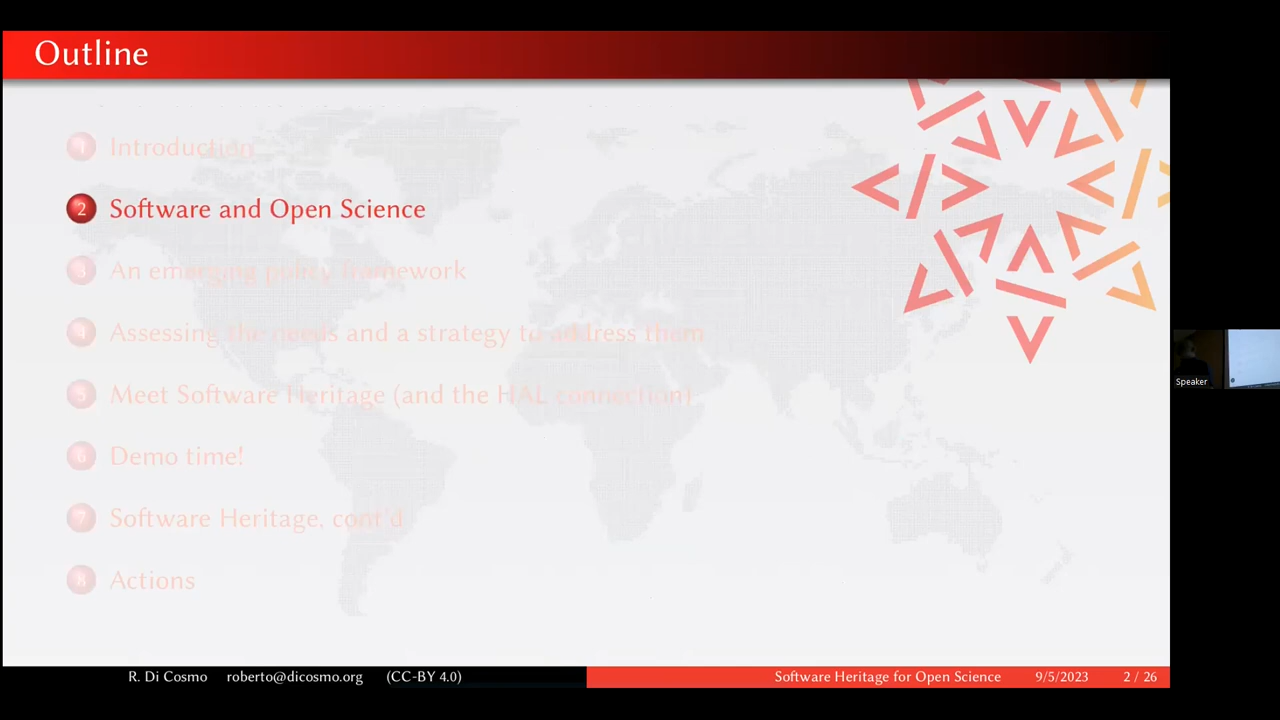 Outline
1 Introduction
2 Software and Open Science
3 An emerging policy framework
4 Assessing the needs and a strategy to address them
5 Meet Software Heritage (and the HAL connection)
6 Demo time!
7 Software Heritage, cont'd
8 Actions
Speaker
R. Di Cosmo roberto@dicosmo.org (CC-BY 4.0) Software Heritage for Open Science 9/5/2023 2 / 26